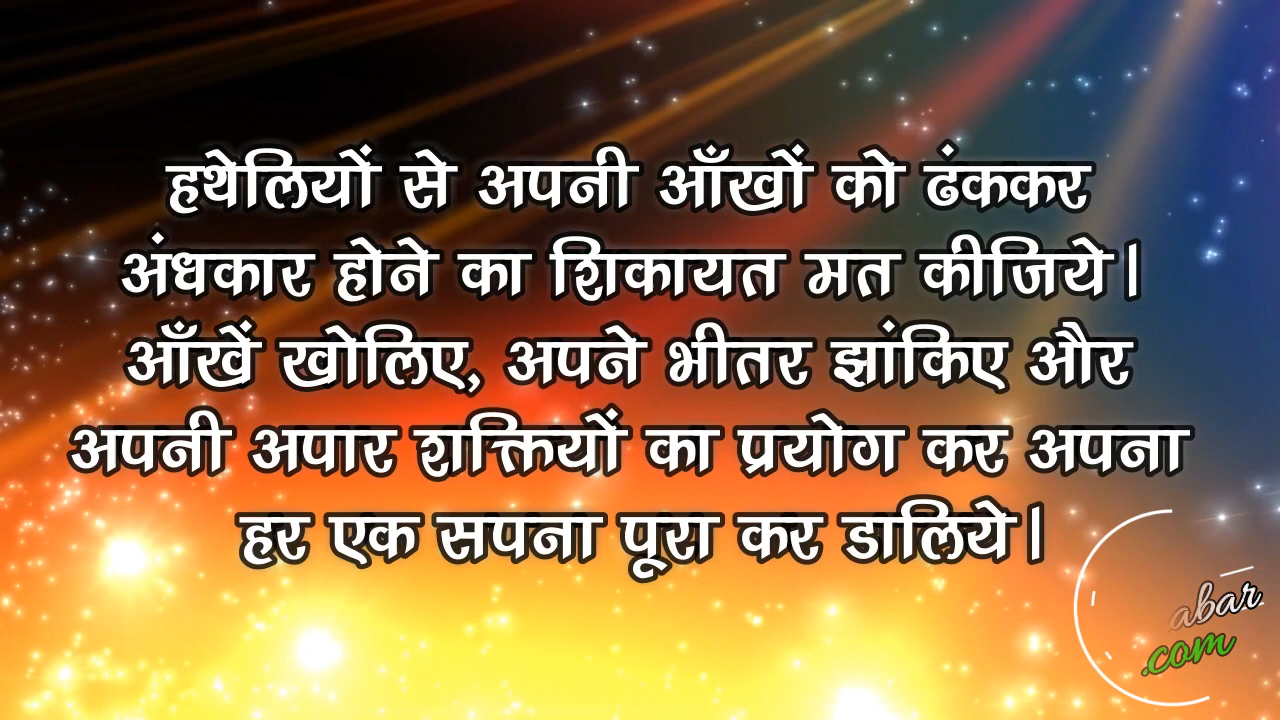 हथेलियों से अपनी आँखों को ढंककर
अंधकार होने का शिकायत मत कीजिये।
आँखें खोलिए, अपने भीतर झांकिए और
अपनी अपार शक्तियों का प्रयोग कर अपना
हर एक सपना पूरा कर डालिये।
abar
.com